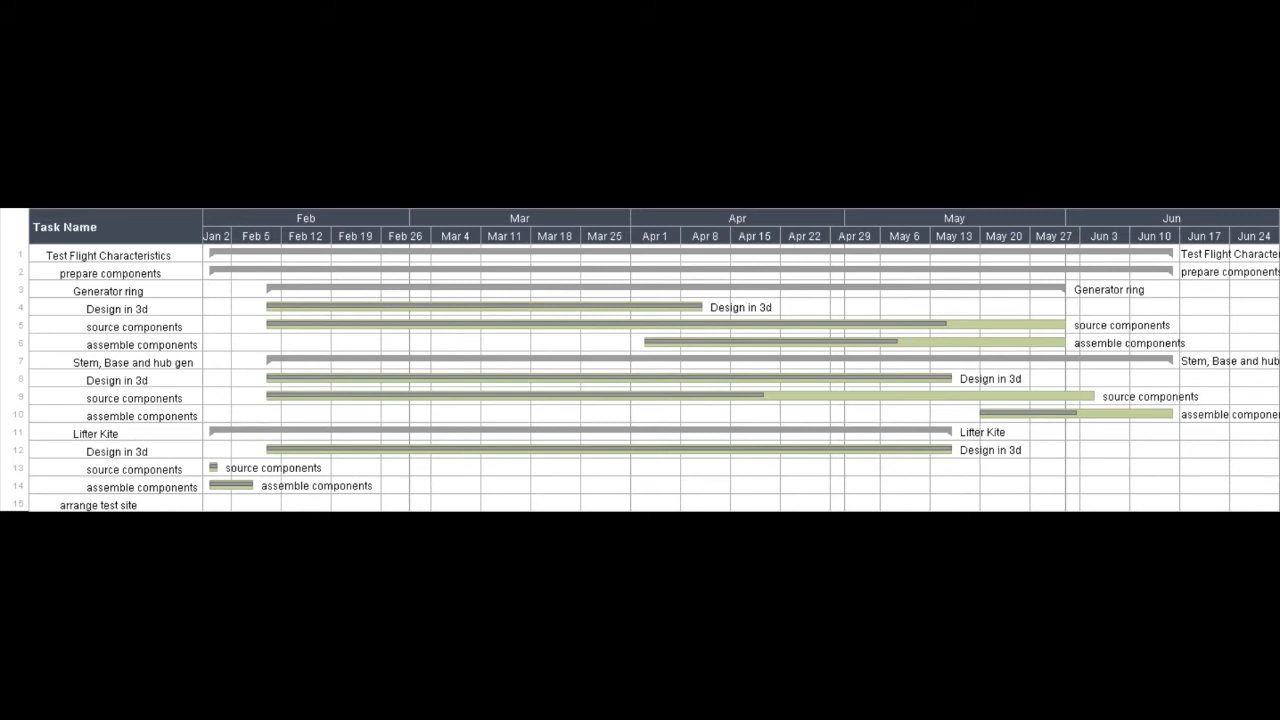 Task Name Feb Mar Apr May Jun
Jan 2 Feb 5 Feb 12 Feb 19 Feb 26 Mar 4 Mar 11 Mar 18 Mar 25 Apr 1 Apr 8 Apr 15 Apr 22 Apr 29 May 6 May 13 May 20 May 27 Jun 3 Jun 10 Jun 17 Jun 24
1 Test Flight Characteristics Test Flight Character
2 prepare components prepare components
3 Generator ring Generator ring
4 Design in 3d Design in 3d
5 source components source components
6 assemble components assemble components
7 Stem, Base and hub gen Stem, Base and hub
8 Design in 3d Design in 3d
9 source components source components
10 assemble components assemble compone
11 Lifter Kite Lifter Kite
12 Design in 3d Design in 3d
13 source components source components
14 assemble components assemble components
15 arrange test site